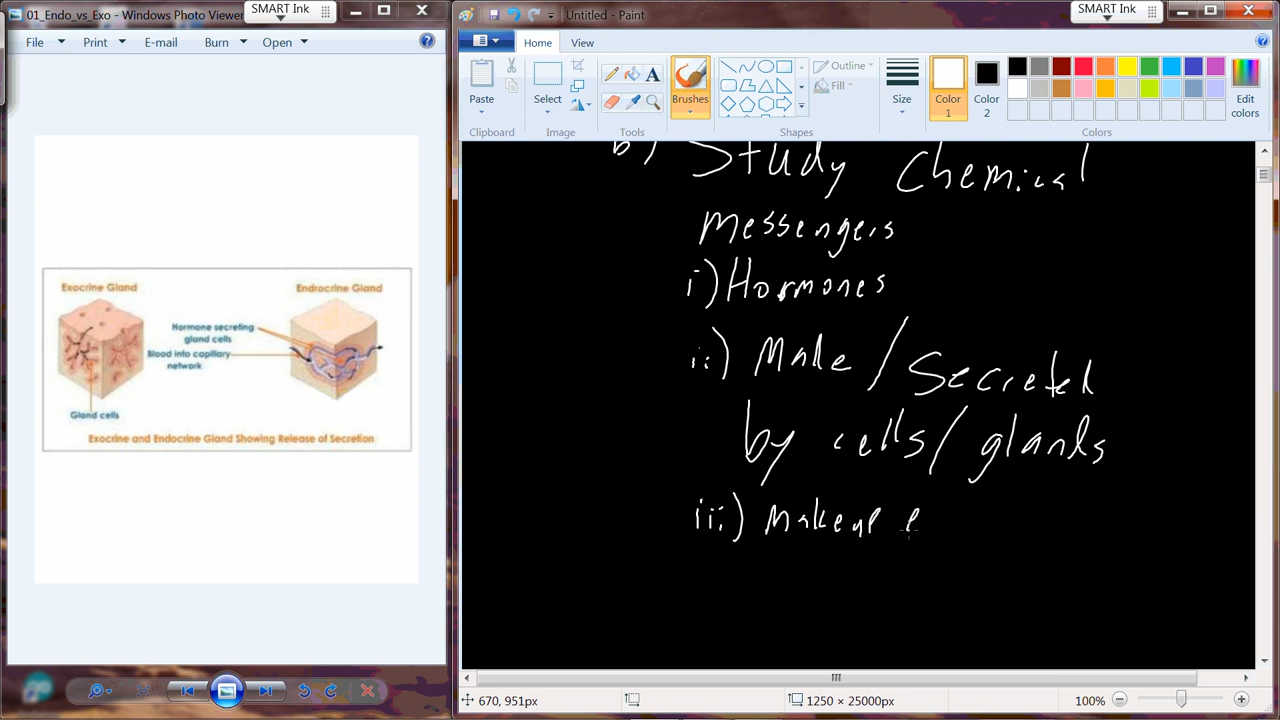 01_Endo_vs_Exo - Windows Photo Viewer
SMART Ink
File Print E-mail Burn Open
Exocrine Gland
Endrocrine Gland
Hormone secreting
gland cells
Blood into capillary
network
Gland cells
Exocrine and Endocrine Gland Showing Release of Secretion
Untitled - Paint
SMART Ink
Home View
Paste
Select
Brushes
Outline
Fill
Size
Color
1
Color
2
Edit
colors
Clipboard Image Tools Shapes Colors
b) Study Chemical
Messengers
i) Hormones
ii) Made / Secreted
by cells/glands
iii) Makeup e
670, 951px
1250 × 25000px
100%